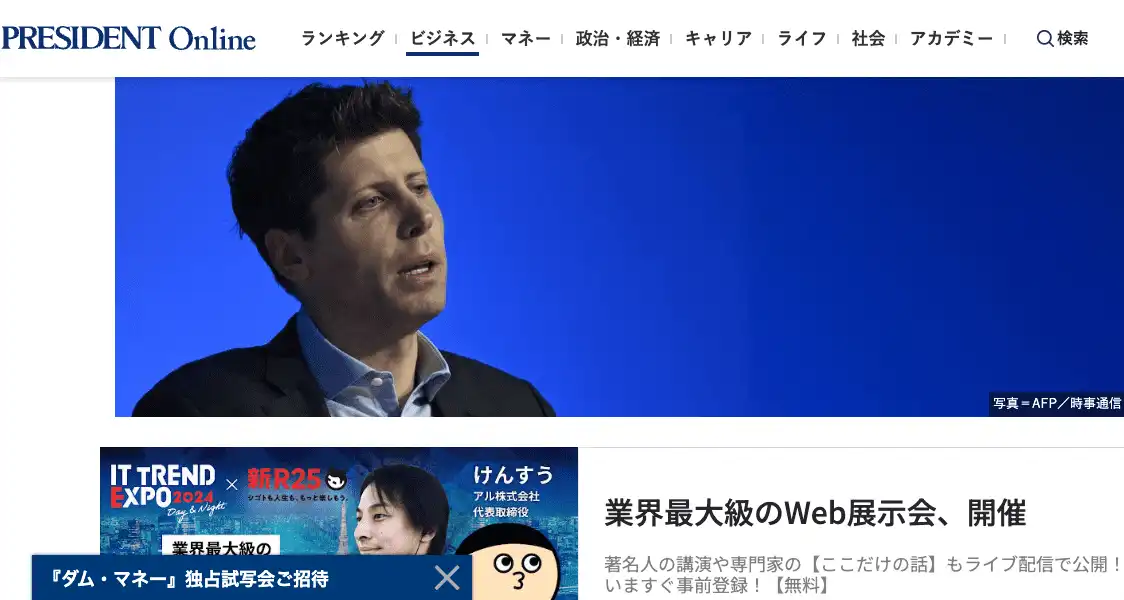 PRESIDENT Online
ランキング
ビジネス
マネー
政治・経済
キャリア
ライフ
社会
アカデミー
検索
写真＝AFP／時事通信
IT TREND
EXPO 2024
Day & Night
×
新R25
シゴトも人生も、もっと楽しもう。
けんすう
アル株式会社
代表取締役
業界最大級の
『ダム・マネー』独占試写会ご招待
業界最大級のWeb展示会、開催
著名人の講演や専門家の【ここだけの話】もライブ配信で公開！
いますぐ事前登録！【無料】